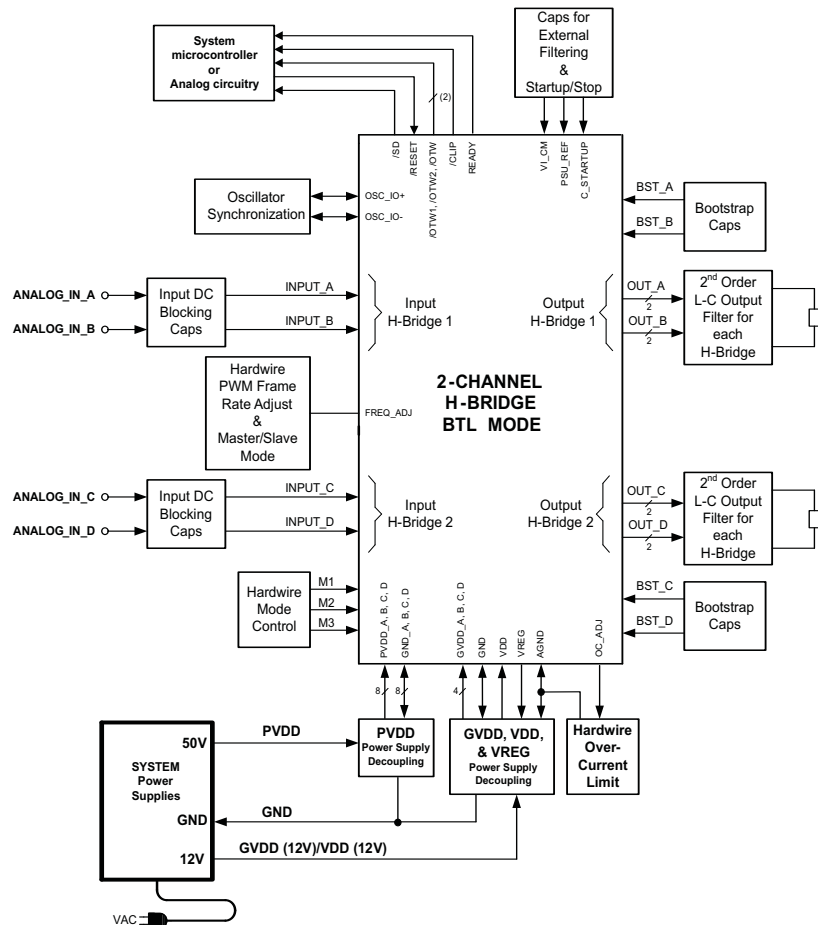 System
microcontroller
or
Analog circuitry
Caps for
External
Filtering
&
Startup/Stop
(2)
/SD
/RESET
/OTW1, /OTW2, /OTW
/CLIP
READY
VI_CM
PSU_REF
C_STARTUP
Oscillator
Synchronization
OSC_IO+
OSC_IO-
BST_A
BST_B
Bootstrap
Caps
ANALOG_IN_A
ANALOG_IN_B
Input DC
Blocking
Caps
INPUT_A
INPUT_B
Input
H-Bridge 1
Output
H-Bridge 1
OUT_A
2
OUT_B
2
2nd Order
L-C Output
Filter for
each
H-Bridge
Hardwire
PWM Frame
Rate Adjust
&
Master/Slave
Mode
FREQ_ADJ
2-CHANNEL
H-BRIDGE
BTL MODE
ANALOG_IN_C
ANALOG_IN_D
Input DC
Blocking
Caps
INPUT_C
INPUT_D
Input
H-Bridge 2
Output
H-Bridge 2
OUT_C
2
OUT_D
2
2nd Order
L-C Output
Filter for
each
H-Bridge
Hardwire
Mode
Control
M1
M2
M3
BST_C
BST_D
Bootstrap
Caps
PVDD_A, B, C, D
GND_A, B, C, D
GVDD_A, B, C, D
GND
VDD
VREG
AGND
OC_ADJ
8
8
4
PVDD
Power Supply
Decoupling
GVDD, VDD,
& VREG
Power Supply
Decoupling
Hardwire
Over-
Current
Limit
SYSTEM
Power
Supplies
50V
GND
12V
PVDD
GND
GVDD (12V)/VDD (12V)
VAC